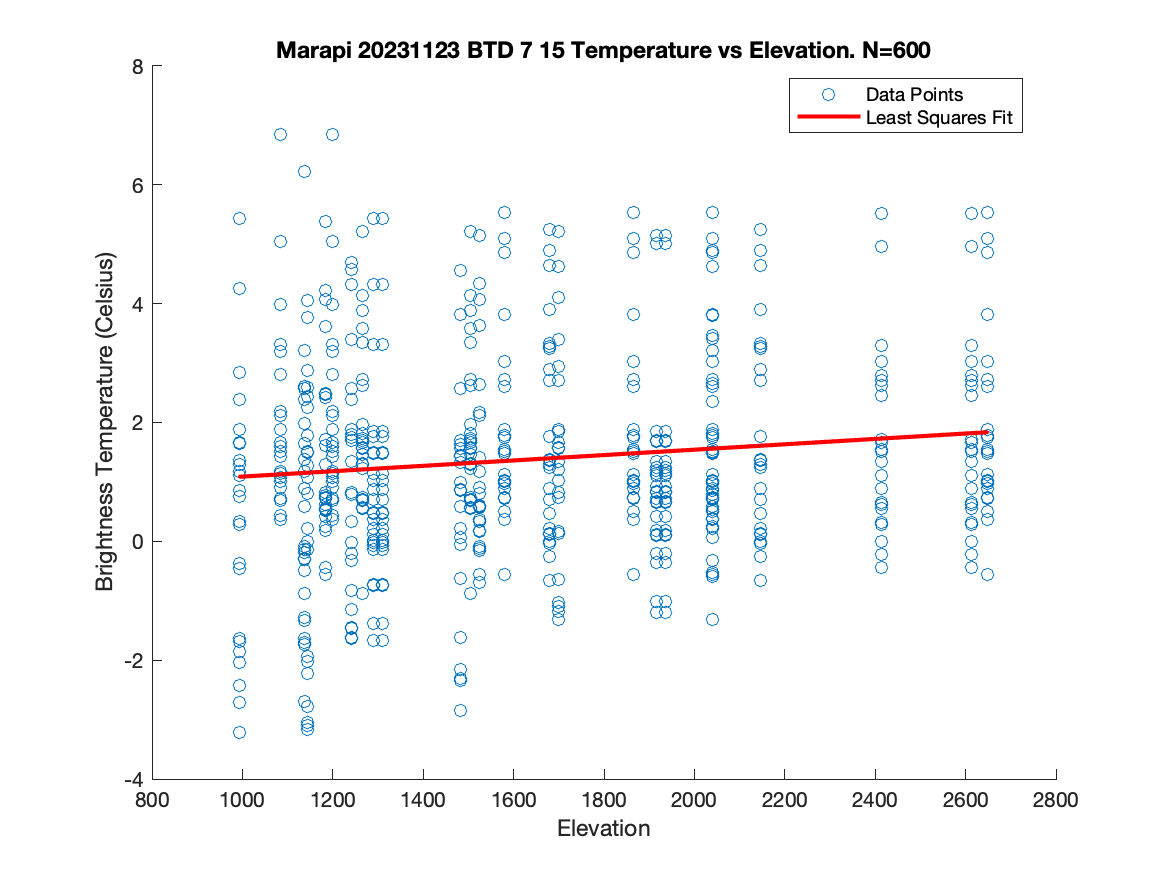 Marapi 20231123 BTD 7 15 Temperature vs Elevation. N=600
Data Points
Least Squares Fit
Brightness Temperature (Celsius)
8
6
4
2
0
-2
-4
800 1000 1200 1400 1600 1800 2000 2200 2400 2600 2800
Elevation